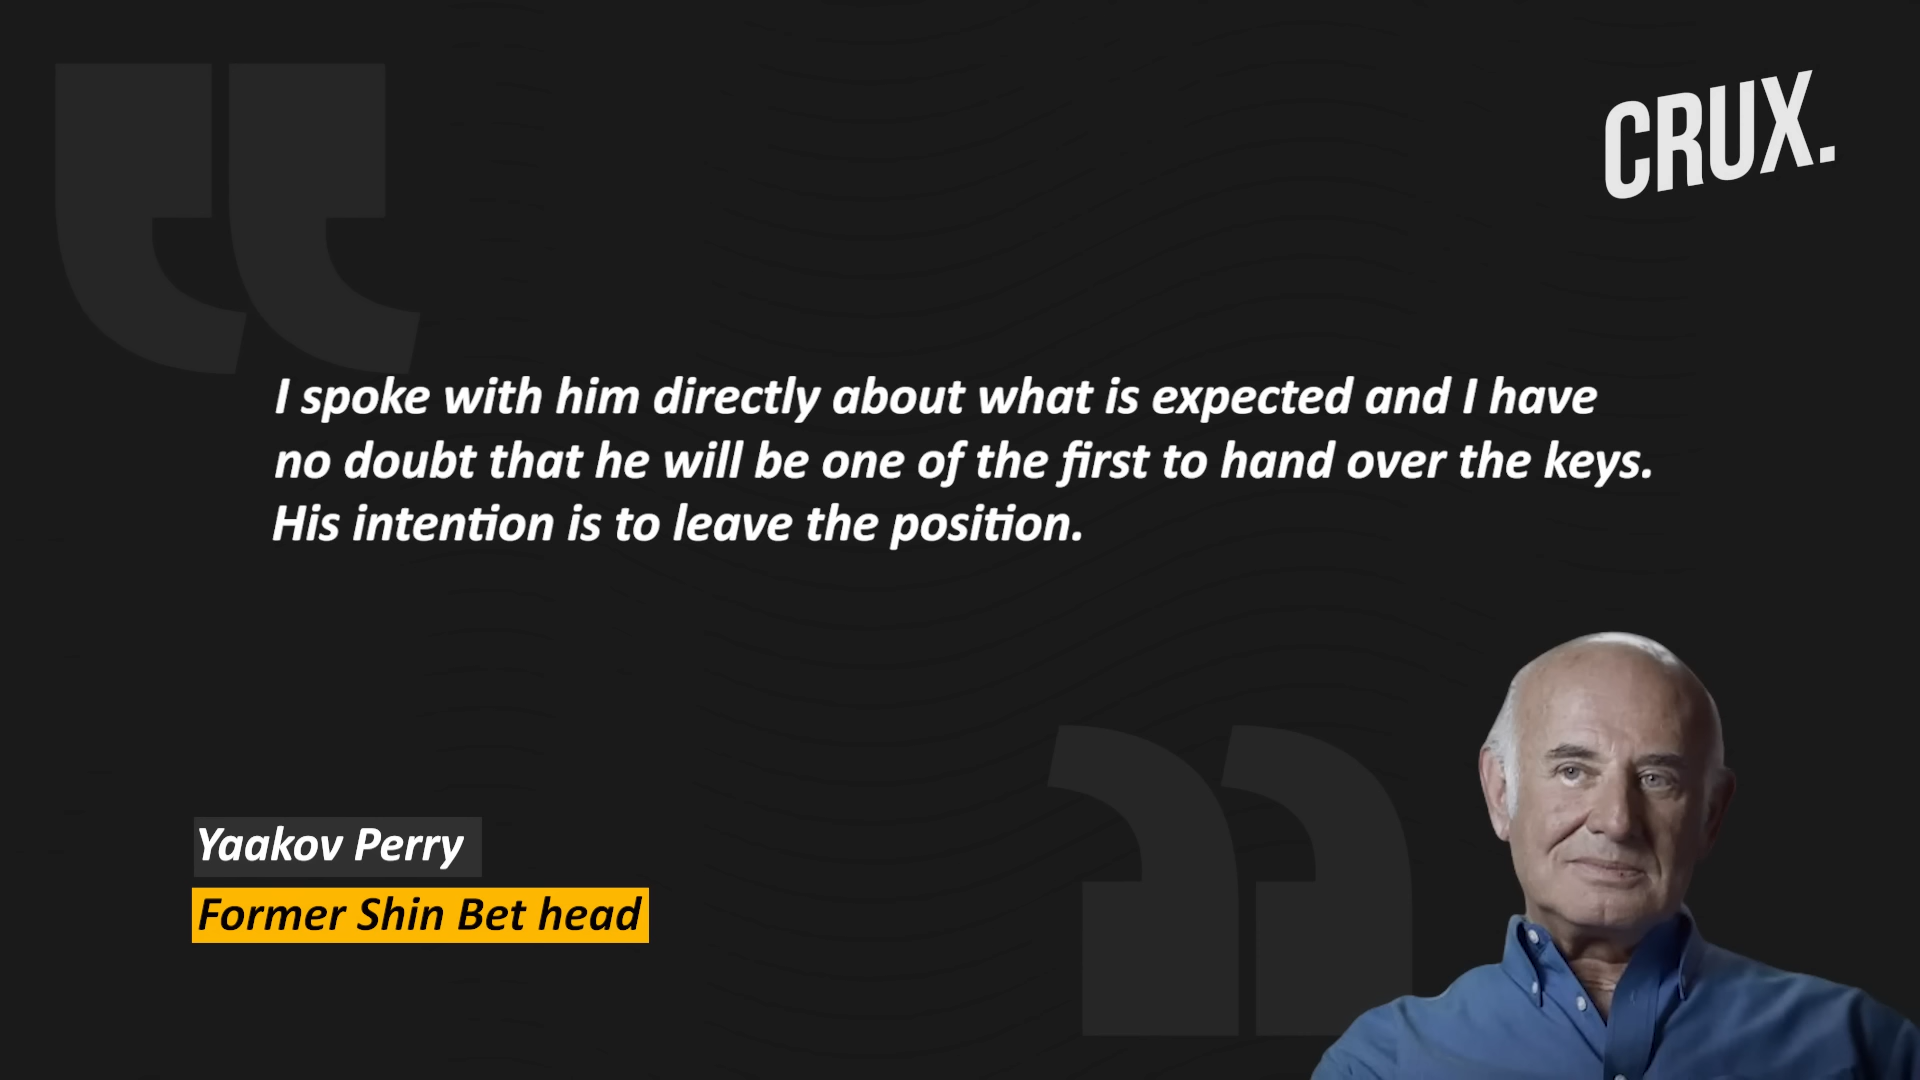 CRUX.
I spoke with him directly about what is expected and I have
no doubt that he will be one of the first to hand over the keys.
His intention is to leave the position.
Yaakov Perry
Former Shin Bet head